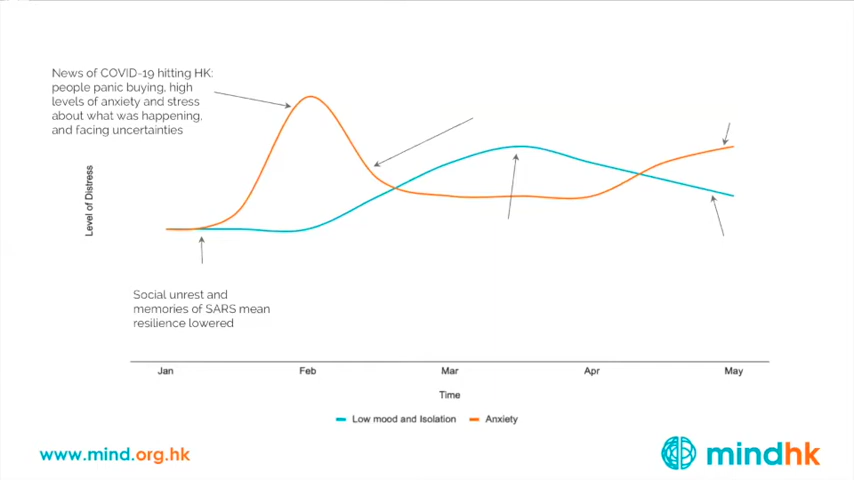 News of COVID-19 hitting HK:
people panic buying, high
levels of anxiety and stress
about what was happening,
and facing uncertainties
Level of Distress
Social unrest and
memories of SARS mean
resilience lowered
Jan Feb Mar Apr May
Time
Low mood and Isolation Anxiety
www.mind.org.hk
mindhk